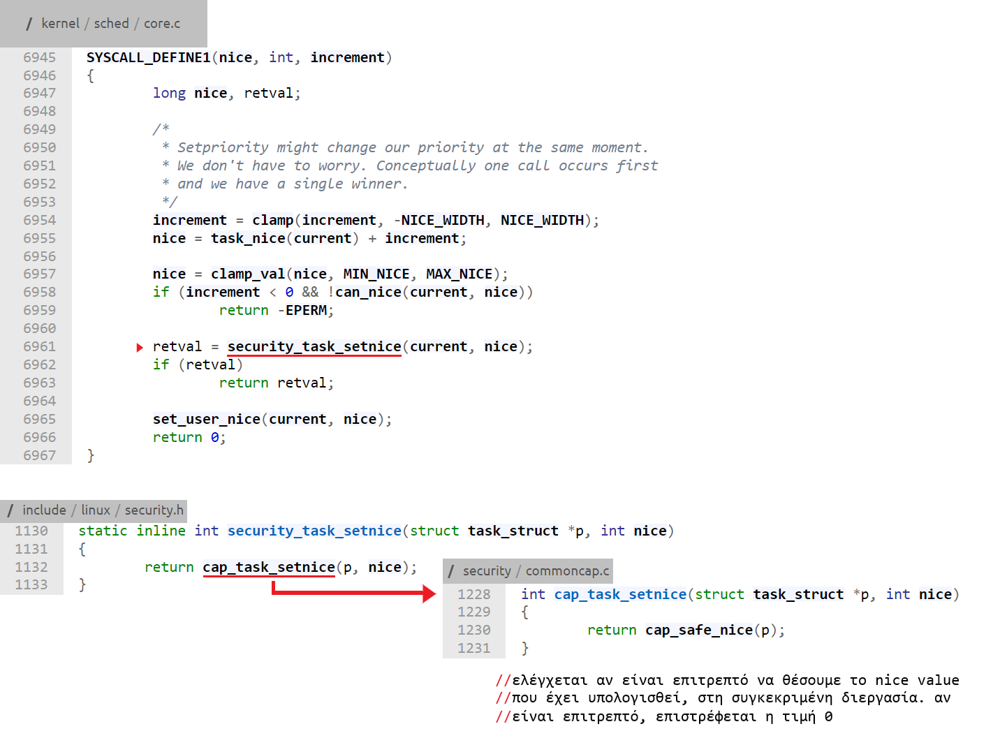 / kernel / sched / core.c
6945 SYSCALL_DEFINE1(nice, int, increment)
6946 {
6947 long nice, retval;
6948
6949 /*
6950 * Setpriority might change our priority at the same moment.
6951 * We don't have to worry. Conceptually one call occurs first
6952 * and we have a single winner.
6953 */
6954 increment = clamp(increment, -NICE_WIDTH, NICE_WIDTH);
6955 nice = task_nice(current) + increment;
6956
6957 nice = clamp_val(nice, MIN_NICE, MAX_NICE);
6958 if (increment < 0 && !can_nice(current, nice))
6959 return -EPERM;
6960
6961 retval = security_task_setnice(current, nice);
6962 if (retval)
6963 return retval;
6964
6965 set_user_nice(current, nice);
6966 return 0;
6967 }
/ include / linux / security.h
1130 static inline int security_task_setnice(struct task_struct *p, int nice)
1131 {
1132 return cap_task_setnice(p, nice);
1133 }
/ security / commoncap.c
1228 int cap_task_setnice(struct task_struct *p, int nice)
1229 {
1230 return cap_safe_nice(p);
1231 }
//ελέγχεται αν είναι επιτρεπτό να θέσουμε το nice value
//που έχει υπολογισθεί, στη συγκεκριμένη διεργασία. αν
//είναι επιτρεπτό, επιστρέφεται η τιμή 0